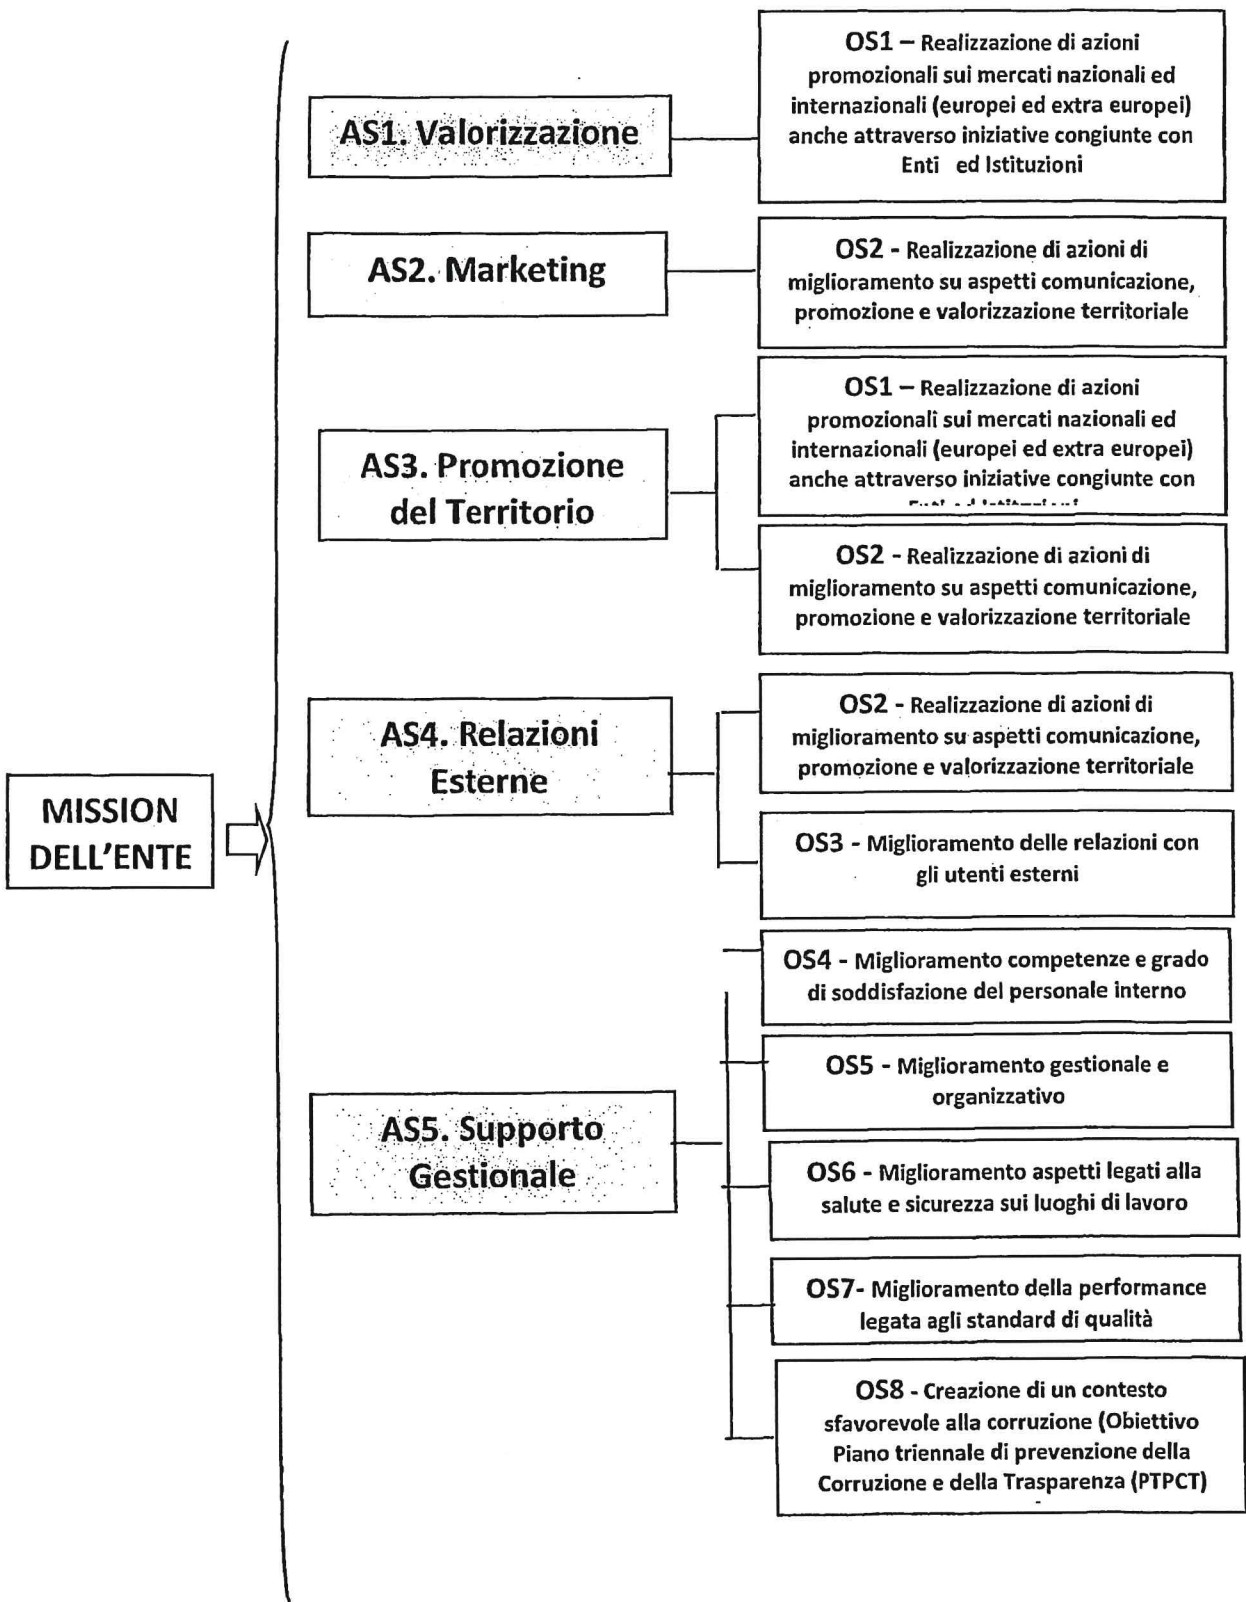 MISSION
DELL'ENTE
AS1. Valorizzazione
OS1 – Realizzazione di azioni
promozionali sui mercati nazionali ed
internazionali (europei ed extra europei)
anche attraverso iniziative congiunte con
Enti ed Istituzioni
AS2. Marketing
OS2 - Realizzazione di azioni di
miglioramento su aspetti comunicazione,
promozione e valorizzazione territoriale
AS3. Promozione
del Territorio
OS1 – Realizzazione di azioni
promozionali sui mercati nazionali ed
internazionali (europei ed extra europei)
anche attraverso iniziative congiunte con
OS2 - Realizzazione di azioni di
miglioramento su aspetti comunicazione,
promozione e valorizzazione territoriale
AS4. Relazioni
Esterne
OS2 - Realizzazione di azioni di
miglioramento su aspetti comunicazione,
promozione e valorizzazione territoriale
OS3 - Miglioramento delle relazioni con
gli utenti esterni
AS5. Supporto
Gestionale
OS4 - Miglioramento competenze e grado
di soddisfazione del personale interno
OS5 - Miglioramento gestionale e
organizzativo
OS6 - Miglioramento aspetti legati alla
salute e sicurezza sui luoghi di lavoro
OS7- Miglioramento della performance
legata agli standard di qualità
OS8 - Creazione di un contesto
sfavorevole alla corruzione (Obiettivo
Piano triennale di prevenzione della
Corruzione e della Trasparenza (PTPCT)